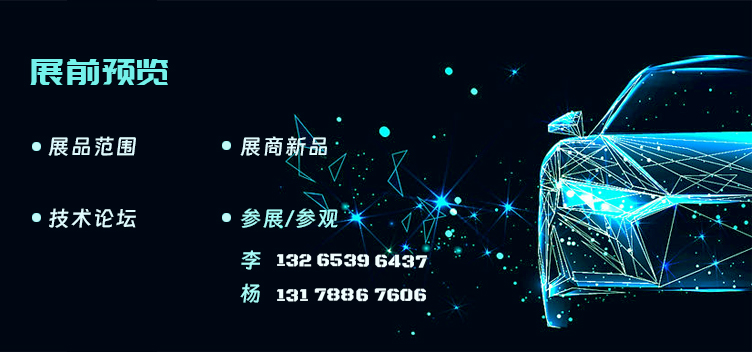 展前预览
• 展品范围
• 展商新品
• 技术论坛
• 参展/参观
李 132 6539 6437
杨 131 7886 7606